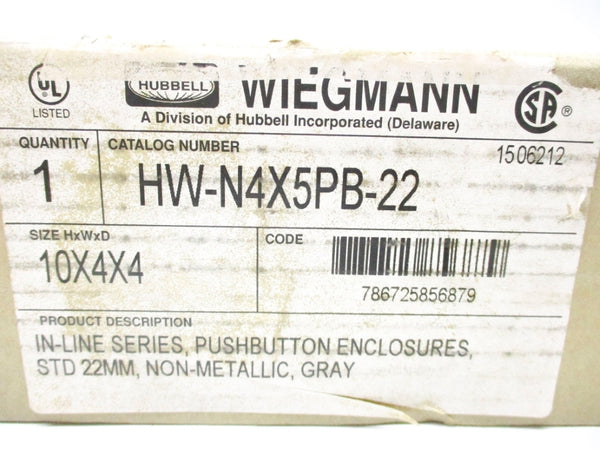 UL
LISTED
HUBBELL
WIEGMANN
A Division of Hubbell Incorporated (Delaware)
SA ®
QUANTITY
1
CATALOG NUMBER
1506212
HW-N4X5PB-22
SIZE HxWxD
10X4X4
CODE
786725856879
PRODUCT DESCRIPTION
IN-LINE SERIES, PUSHBUTTON ENCLOSURES,
STD 22MM, NON-METALLIC, GRAY